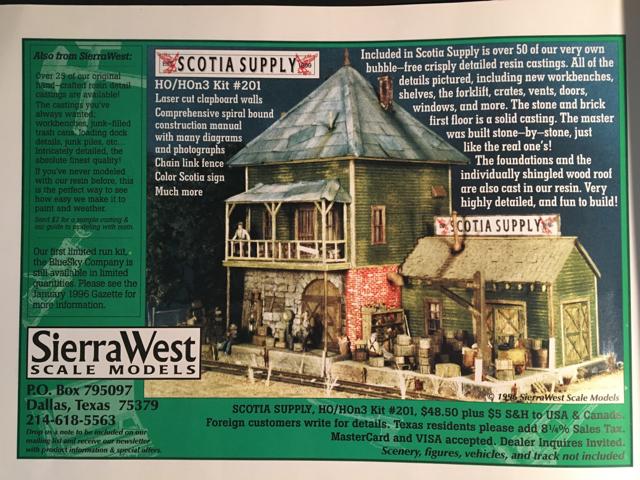 Also from SierraWest:
Over 25 of our original
hand-crafted resin detail
castings are available!
The castings you've
always wanted;
workbenches, junk-filled
trash cans, loading dock
details, junk piles, etc...
Intricately detailed, the
absolute finest quality!
If you've never modeled
with our resin before, this
is the perfect way to see
how easy we make it to
paint and weather.
Send $2 for a sample casting &
our guide to modeling with resin.
Our first limited run kit,
the BlueSky Company is
still available in limited
quantities. Please see the
January 1996 Gazette for
more information.
SCOTIA SUPPLY
HO/HOn3 Kit #201
Laser cut clapboard walls
Comprehensive spiral bound
construction manual
with many diagrams
and photographs
Chain link fence
Color Scotia sign
Much more
Included in Scotia Supply is over 50 of our very own
bubble-free crisply detailed resin castings. All of the
details pictured, including new workbenches,
shelves, the forklift, crates, vents, doors,
windows, and more. The stone and brick
first floor is a solid casting. The master
was built stone-by-stone, just
like the real one's!
The foundations and the
individually shingled wood roof
are also cast in our resin. Very
highly detailed, and fun to build!
SCOTIA SUPPLY
© 1996 SierraWest Scale Models
SierraWest
SCALE MODELS
P.O. Box 795097
Dallas, Texas 75379
214-618-5563
Drop us a note to be included on our
mailing list and receive our newsletter
with product information & special offers.
SCOTIA SUPPLY, HO/HOn3 Kit #201, $48.50 plus $5 S&H to USA & Canada.
Foreign customers write for details. Texas residents please add 8¼% Sales Tax.
MasterCard and VISA accepted. Dealer Inquires Invited.
Scenery, figures, vehicles, and track not included